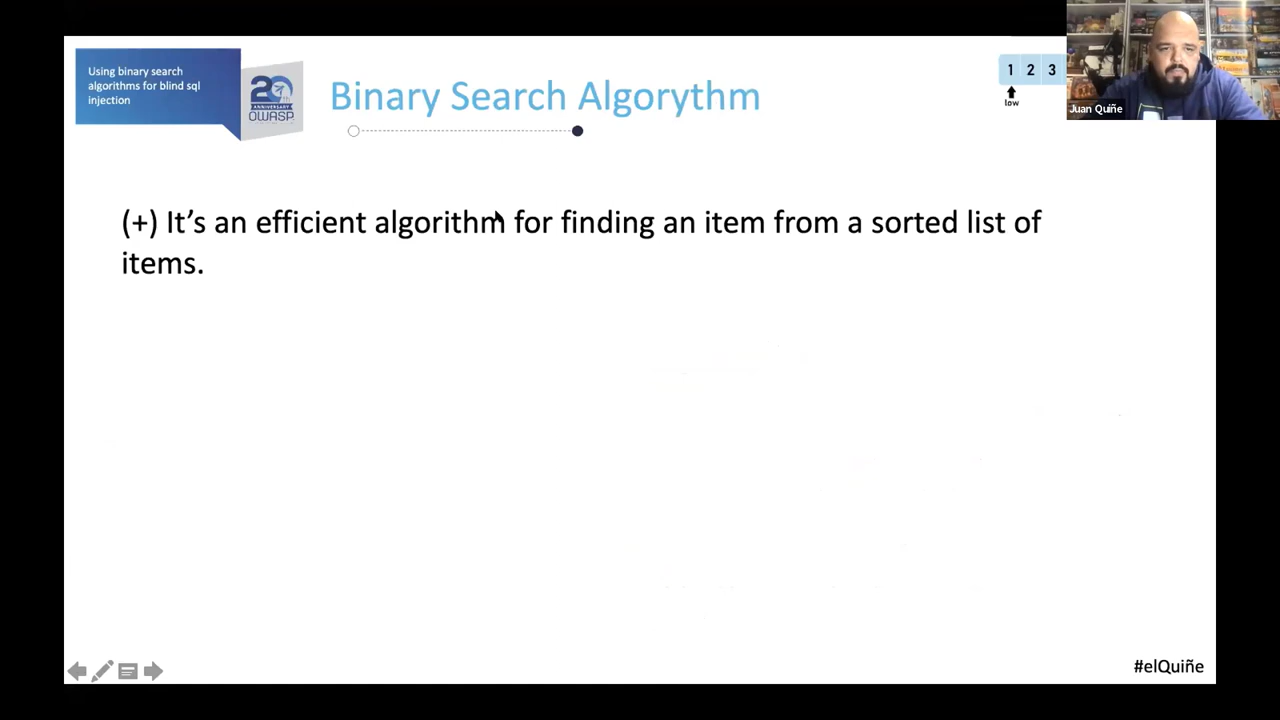 Using binary search
algorithms for blind sql
injection
20th
ANNIVERSARY
OWASP
Binary Search Algorythm
1 2 3
low
Juan Quiñe
(+) It's an efficient algorithm for finding an item from a sorted list of
items.
#elQuiñe